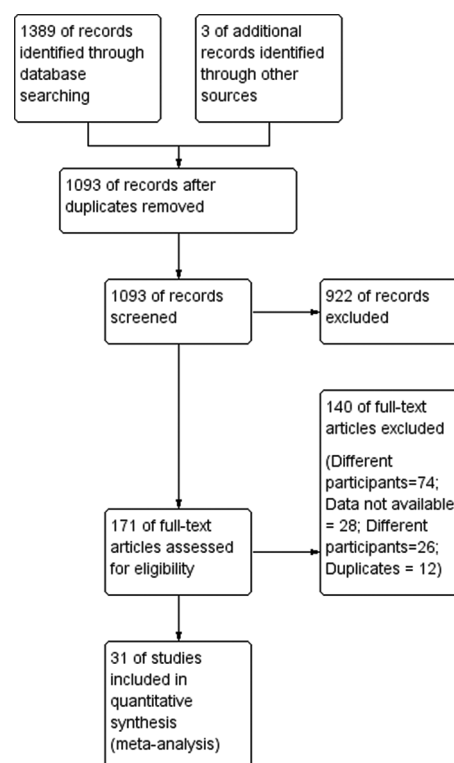 1389 of records
identified through
database
searching
3 of additional
records identified
through other
sources
1093 of records after
duplicates removed
1093 of records
screened
922 of records
excluded
140 of full-text
articles excluded
(Different
participants=74;
Data not available
= 28; Different
participants=26;
Duplicates = 12)
171 of full-text
articles assessed
for eligibility
31 of studies
included in
quantitative
synthesis
(meta-analysis)